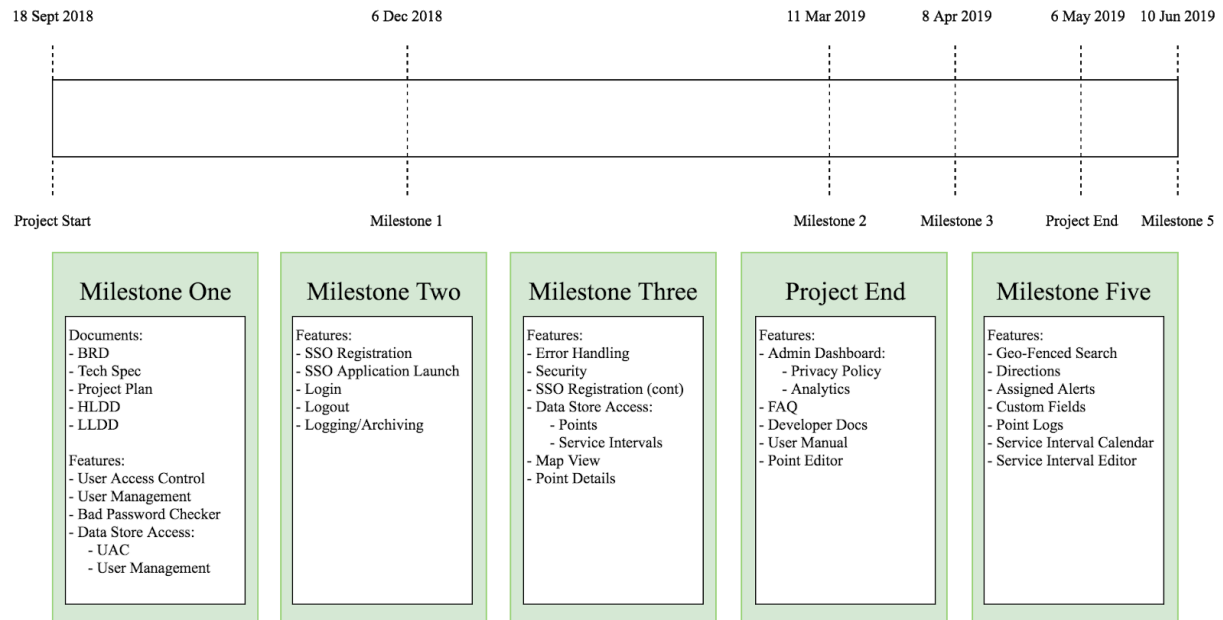 18 Sept 2018
6 Dec 2018
11 Mar 2019
8 Apr 2019
6 May 2019
10 Jun 2019
Project Start
Milestone 1
Milestone 2
Milestone 3
Project End
Milestone 5
Milestone One
Documents:
- BRD
- Tech Spec
- Project Plan
- HLDD
- LLDD
Features:
- User Access Control
- User Management
- Bad Password Checker
- Data Store Access:
- UAC
- User Management
Milestone Two
Features:
- SSO Registration
- SSO Application Launch
- Login
- Logout
- Logging/Archiving
Milestone Three
Features:
- Error Handling
- Security
- SSO Registration (cont)
- Data Store Access:
- Points
- Service Intervals
- Map View
- Point Details
Project End
Features:
- Admin Dashboard:
- Privacy Policy
- Analytics
- FAQ
- Developer Docs
- User Manual
- Point Editor
Milestone Five
Features:
- Geo-Fenced Search
- Directions
- Assigned Alerts
- Custom Fields
- Point Logs
- Service Interval Calendar
- Service Interval Editor